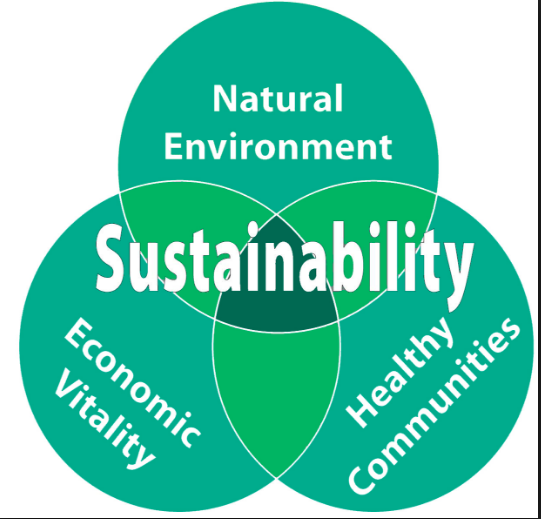 Natural
Environment
Sustainability
Economic
Vitality
Healthy
Communities